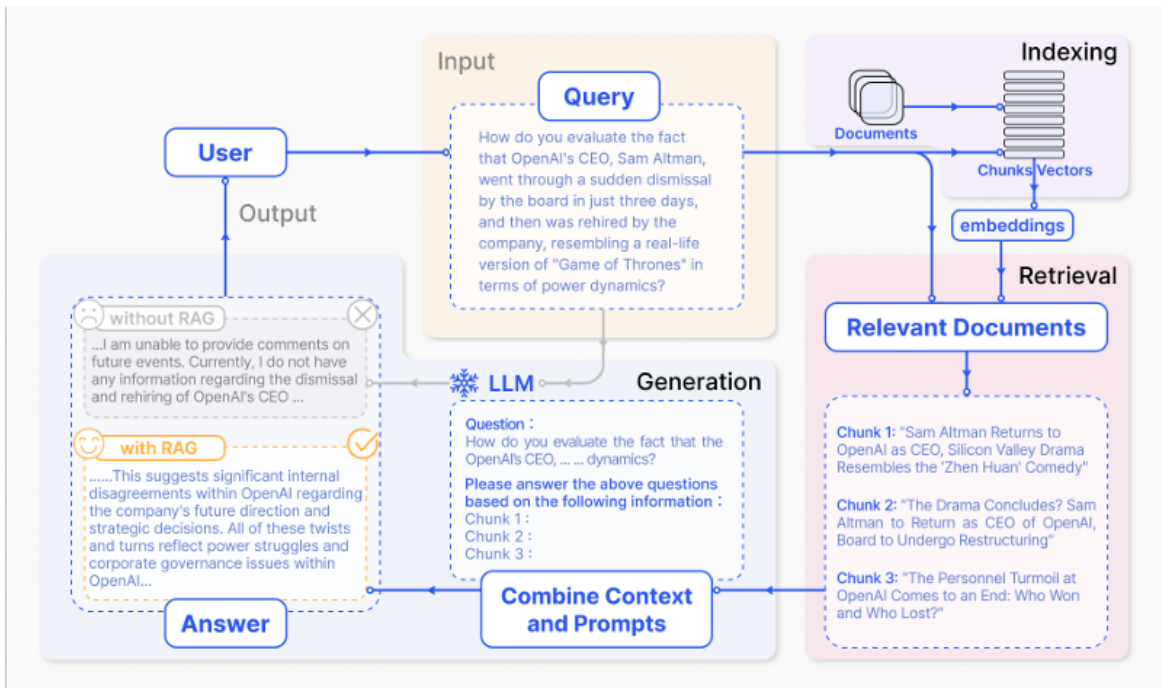 Input
Indexing
Query
Documents
How do you evaluate the fact
that OpenAI's CEO, Sam Altman,
went through a sudden dismissal
by the board in just three days,
and then was rehired by the
company, resembling a real-life
version of "Game of Thrones" in
terms of power dynamics?
User
Chunks Vectors
embeddings
Output
Retrieval
Relevant Documents
without RAG
...I am unable to provide comments on
future events. Currently, I do not have
any information regarding the dismissal
and rehiring of OpenAI's CEO ...
LLM
Generation
Question :
How do you evaluate the fact that the
OpenAI's CEO, ... ... dynamics?
Please answer the above questions
based on the following information :
Chunk 1 :
Chunk 2 :
Chunk 3 :
Chunk 1: "Sam Altman Returns to
OpenAI as CEO, Silicon Valley Drama
Resembles the 'Zhen Huan' Comedy"
Chunk 2: "The Drama Concludes? Sam
Altman to Return as CEO of OpenAI,
Board to Undergo Restructuring"
Chunk 3: "The Personnel Turmoil at
OpenAI Comes to an End: Who Won
and Who Lost?"
with RAG
......This suggests significant internal
disagreements within OpenAI regarding
the company's future direction and
strategic decisions. All of these twists
and turns reflect power struggles and
corporate governance issues within
OpenAI...
Combine Context
and Prompts
Answer